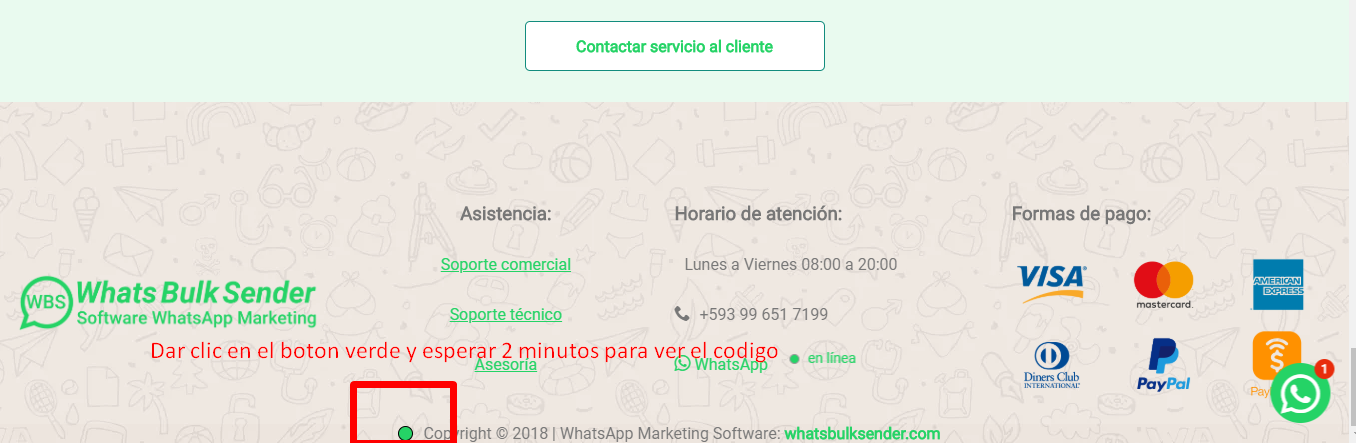 Contactar servicio al cliente
Asistencia:
Soporte comercial
Soporte técnico
Asesoría
Horario de atención:
Lunes a Viernes 08:00 a 20:00
+593 99 651 7199
WhatsApp
en línea
Formas de pago:
VISA
mastercard.
AMERICAN
EXPRESS
Diners Club
INTERNATIONAL
PayPal
Pay
1
WBS
Whats Bulk Sender
Software WhatsApp Marketing
Dar clic en el boton verde y esperar 2 minutos para ver el codigo
Copyright © 2018 | WhatsApp Marketing Software: whatsbulksender.com